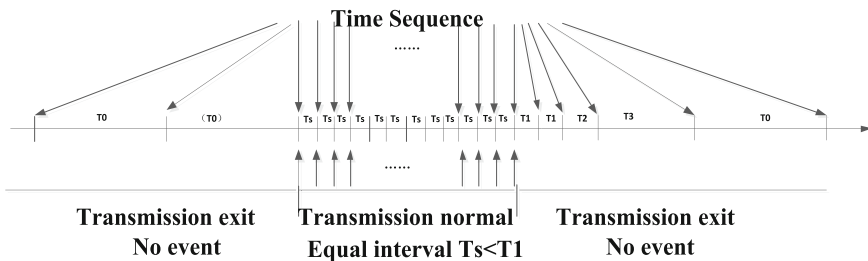 Time Sequence
......
T0 (T0) Ts Ts Ts Ts Ts Ts Ts Ts Ts Ts Ts Ts T1 T1 T2 T3 T0
......
Transmission exit Transmission normal Transmission exit
No event Equal interval Ts<T1 No event